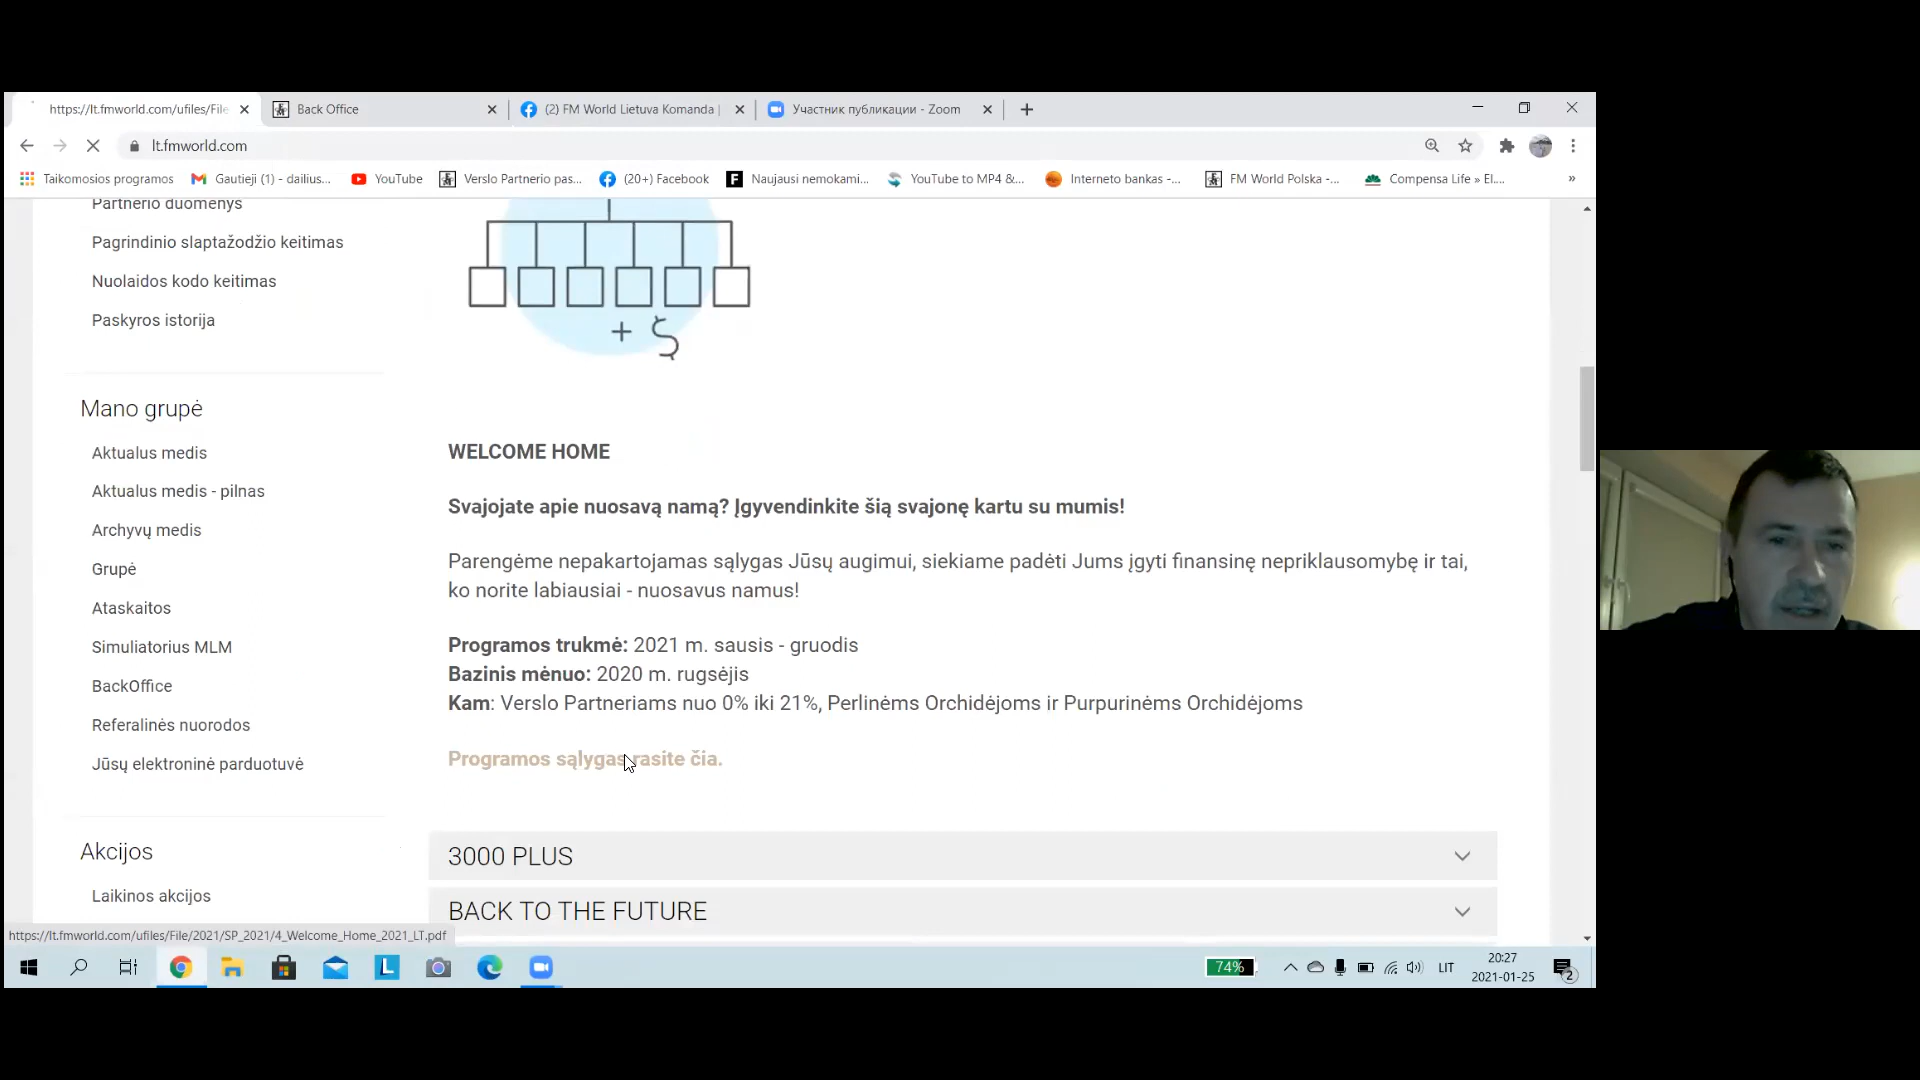 https://lt.fmworld.com/ufiles/File
Back Office
(2) FM World Lietuva Komanda |
Участник публикации - Zoom
lt.fmworld.com
Taikomosios programos
Gautieji (1) - dailius...
YouTube
Verslo Partnerio pas...
(20+) Facebook
Naujausi nemokami...
YouTube to MP4 &...
Interneto bankas -...
FM World Polska -...
Compensa Life » El....
»
Partnerio duomenys
Pagrindinio slaptažodžio keitimas
Nuolaidos kodo keitimas
Paskyros istorija
Mano grupė
Aktualus medis
Aktualus medis - pilnas
Archyvų medis
Grupė
Ataskaitos
Simuliatorius MLM
BackOffice
Referalinės nuorodos
Jūsų elektroninė parduotuvė
Akcijos
Laikinos akcijos
+
WELCOME HOME
Svajojate apie nuosavą namą? Įgyvendinkite šią svajonę kartu su mumis!
Parengėme nepakartojamas sąlygas Jūsų augimui, siekiame padėti Jums įgyti finansinę nepriklausomybę ir tai,
ko norite labiausiai - nuosavus namus!
Programos trukmė: 2021 m. sausis - gruodis
Bazinis mėnuo: 2020 m. rugsėjis
Kam: Verslo Partneriams nuo 0% iki 21%, Perlinėms Orchidėjoms ir Purpurinėms Orchidėjoms
Programos sąlygas rasite čia.
3000 PLUS
BACK TO THE FUTURE
https://lt.fmworld.com/ufiles/File/2021/SP_2021/4_Welcome_Home_2021_LT.pdf
74%
LIT
20:27
2021-01-25
2